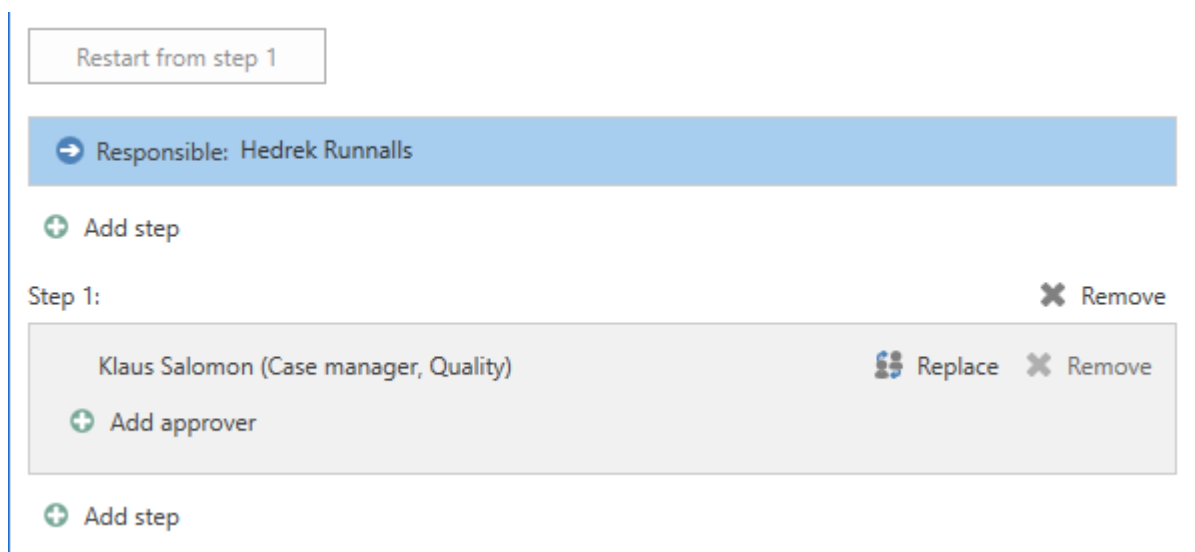 Restart from step 1
Responsible: Hedrek Runnalls
Add step
Step 1: Remove
Klaus Salomon (Case manager, Quality) Replace Remove
Add approver
Add step